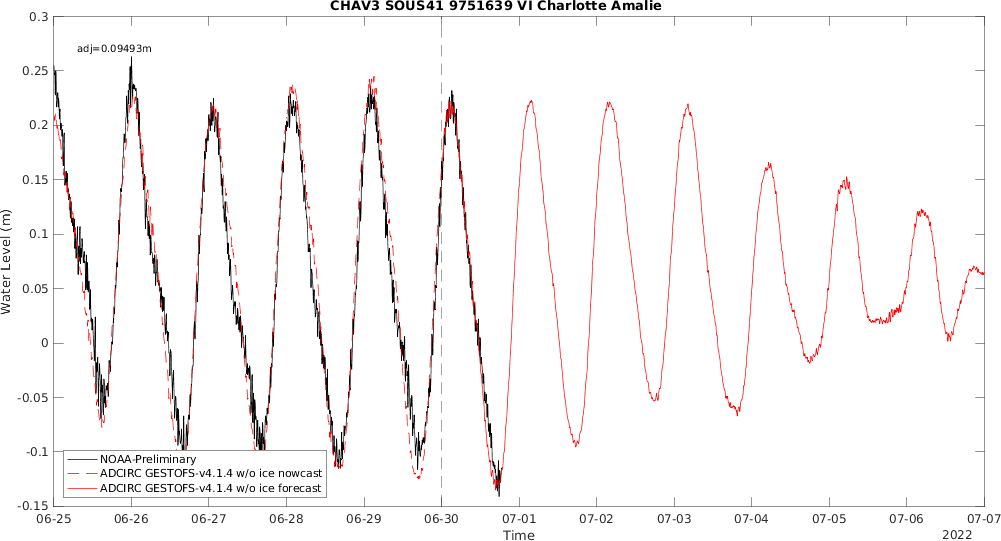 CHAV3 SOUS41 9751639 VI Charlotte Amalie
adj=0.09493m
0.3
0.25
0.2
0.15
0.1
0.05
0
-0.05
-0.1
-0.15
Water Level (m)
NOAA-Preliminary
ADCIRC GESTOFS-v4.1.4 w/o ice nowcast
ADCIRC GESTOFS-v4.1.4 w/o ice forecast
06-25 06-26 06-27 06-28 06-29 06-30 07-01 07-02 07-03 07-04 07-05 07-06 07-07
Time
2022